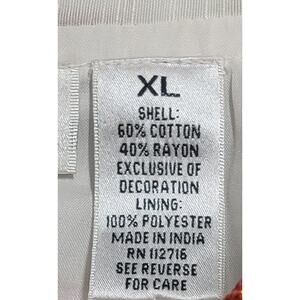 XL
SHELL:
60% COTTON
40% RAYON
EXCLUSIVE OF
DECORATION
LINING:
100% POLYESTER
MADE IN INDIA
RN 112716
SEE REVERSE
FOR CARE